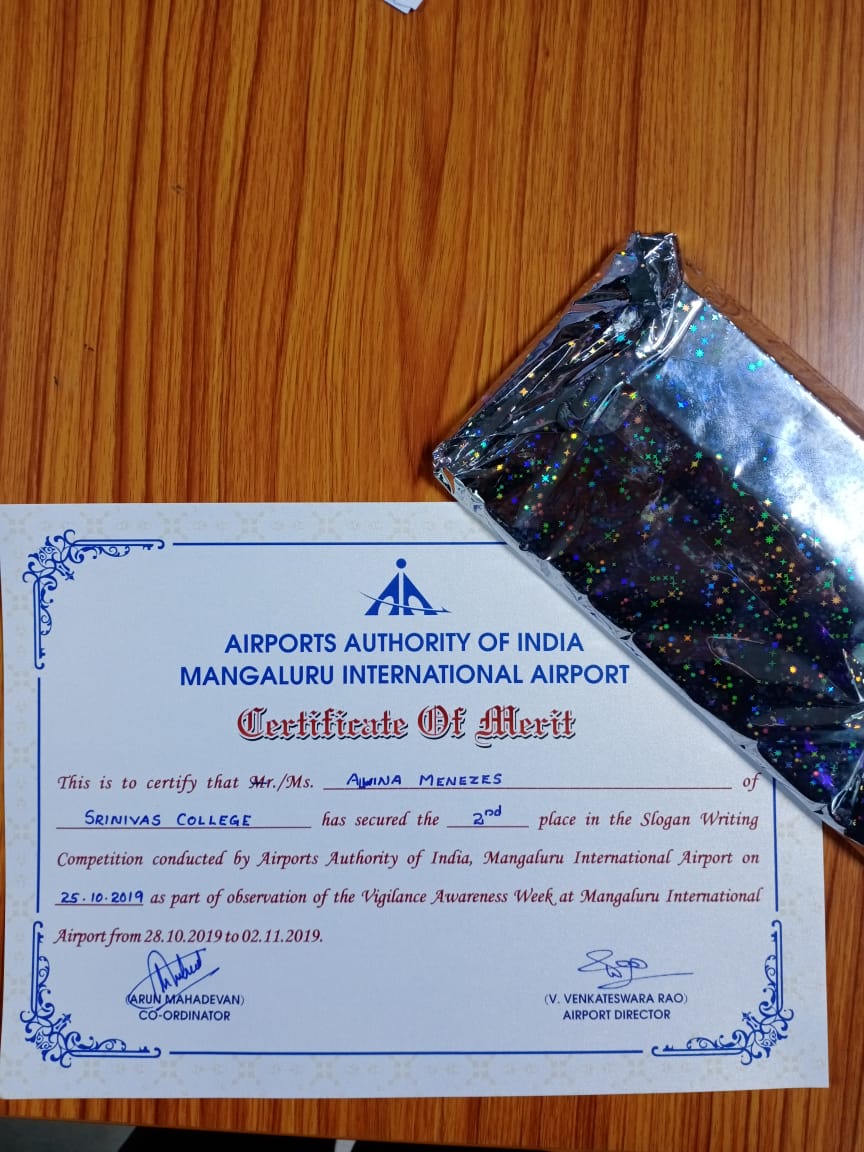 AIRPORTS AUTHORITY OF INDIA
MANGALURU INTERNATIONAL AIRPORT
Certificate Of Merit
This is to certify that Mr./Ms. ALWINA MENEZES of
SRINIVAS COLLEGE has secured the 2nd place in the Slogan Writing
Competition conducted by Airports Authority of India, Mangaluru International Airport on
25.10.2019 as part of observation of the Vigilance Awareness Week at Mangaluru International
Airport from 28.10.2019 to 02.11.2019.
(ARUN MAHADEVAN)
CO-ORDINATOR
(V. VENKATESWARA RAO)
AIRPORT DIRECTOR